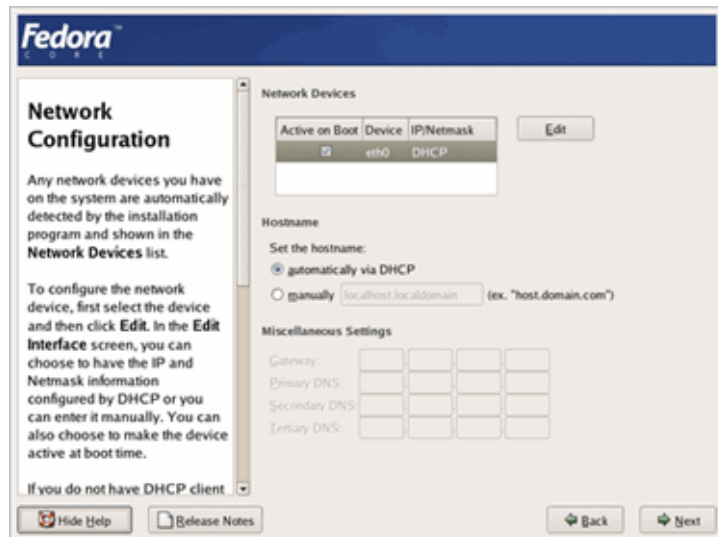 Fedora™
CORE
Network
Configuration
Any network devices you have
on the system are automatically
detected by the installation
program and shown in the
Network Devices list.
To configure the network
device, first select the device
and then click Edit. In the Edit
Interface screen, you can
choose to have the IP and
Netmask information
configured by DHCP or you
can enter it manually. You can
also choose to make the device
active at boot time.
If you do not have DHCP client
Network Devices
Active on Boot Device IP/Netmask
eth0 DHCP
Edit
Hostname
Set the hostname:
automatically via DHCP
manually localhost.localdomain (ex. "host.domain.com")
Miscellaneous Settings
Gateway:
Primary DNS:
Secondary DNS:
Tertiary DNS:
Hide Help
Release Notes
Back
Next